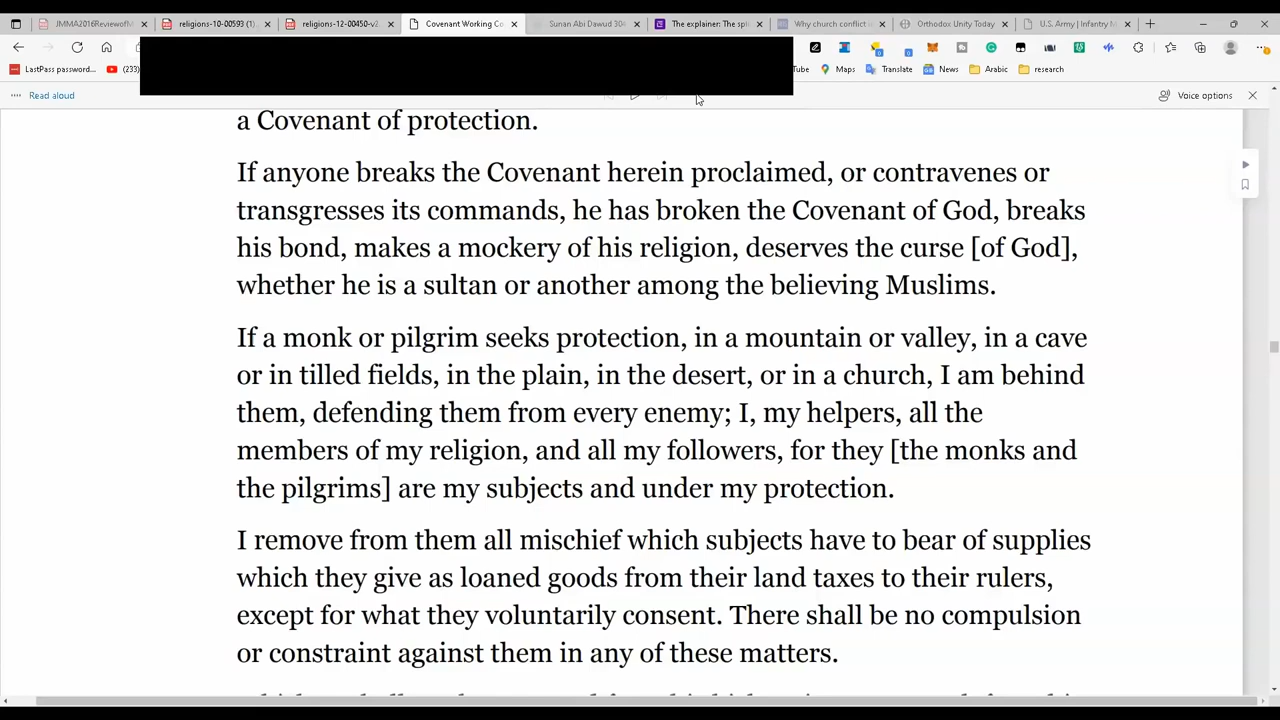 JMMA2016Reviewof
religions-10-00593 (1)
religions-12-00450-v2
Covenant Working Co
Sunan Abi Dawud 304
The explainer: The spi
Why church conflict i
Orthodox Unity Today
U.S. Army | Infantry M
LastPass password...
(233)
Tube
Maps
Translate
News
Arabic
research
Read aloud
Voice options
a Covenant of protection.
If anyone breaks the Covenant herein proclaimed, or contravenes or
transgresses its commands, he has broken the Covenant of God, breaks
his bond, makes a mockery of his religion, deserves the curse [of God],
whether he is a sultan or another among the believing Muslims.
If a monk or pilgrim seeks protection, in a mountain or valley, in a cave
or in tilled fields, in the plain, in the desert, or in a church, I am behind
them, defending them from every enemy; I, my helpers, all the
members of my religion, and all my followers, for they [the monks and
the pilgrims] are my subjects and under my protection.
I remove from them all mischief which subjects have to bear of supplies
which they give as loaned goods from their land taxes to their rulers,
except for what they voluntarily consent. There shall be no compulsion
or constraint against them in any of these matters.